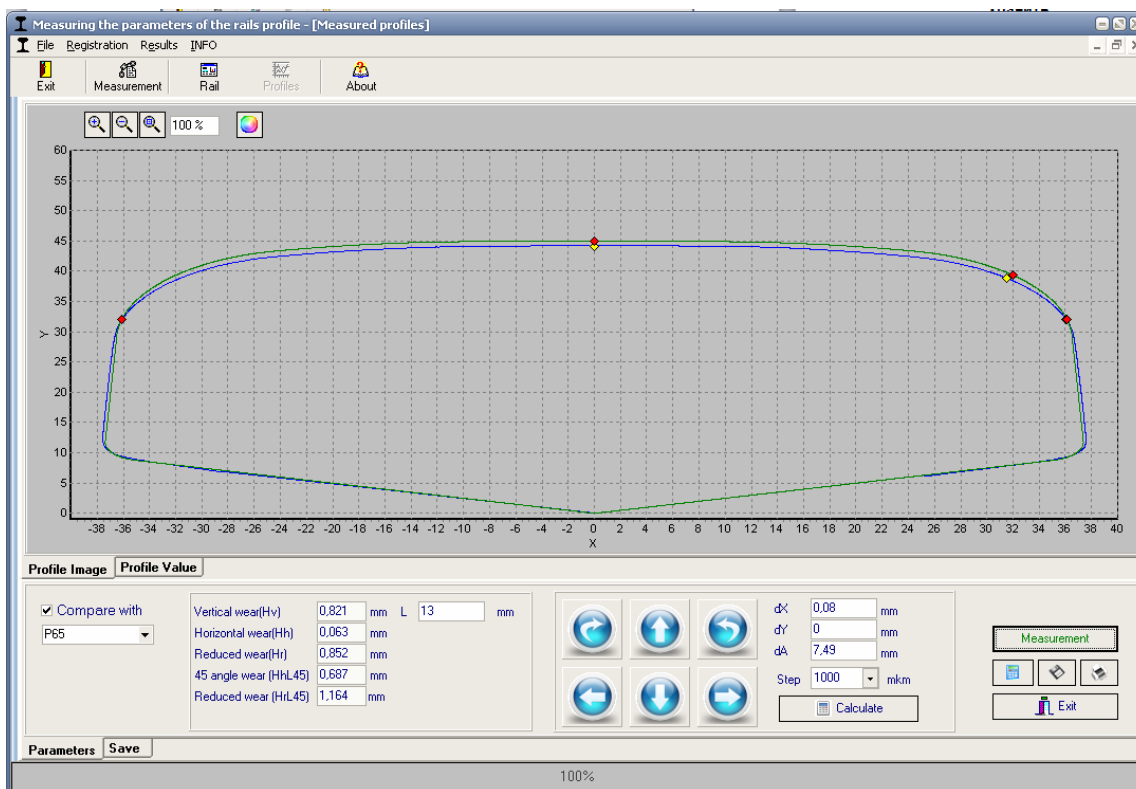 Measuring the parameters of the rails profile - [Measured profiles]
File Registration Results INFO
Exit Measurement Rail Profiles About
100 %
60
55
50
45
40
35
30
25
20
15
10
5
0
Y
-38 -36 -34 -32 -30 -28 -26 -24 -22 -20 -18 -16 -14 -12 -10 -8 -6 -4 -2 0 2 4 6 8 10 12 14 16 18 20 22 24 26 28 30 32 34 36 38 40
X
Profile Image Profile Value
Compare with
P65
Vertical wear(Hv) 0,821 mm L 13 mm
Horizontal wear(Hh) 0,063 mm
Reduced wear(Hr) 0,852 mm
45 angle wear (HhL45) 0,687 mm
Reduced wear (HrL45) 1,164 mm
dX 0,08 mm
dY 0 mm
dA 7,49 mm
Step 1000 mkm
Calculate
Measurement
Exit
Parameters Save
100%